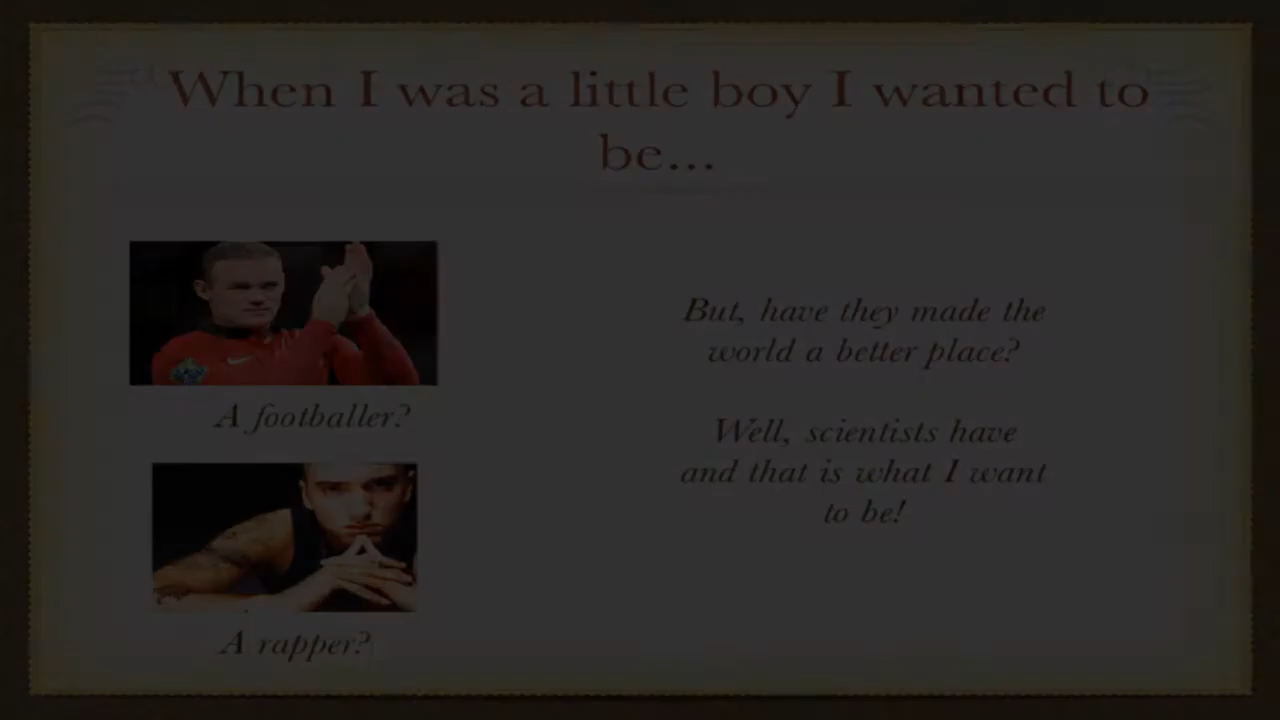 When I was a little boy I wanted to
be...
A footballer?
A rapper?
But, have they made the
world a better place?
Well, scientists have
and that is what I want
to be!